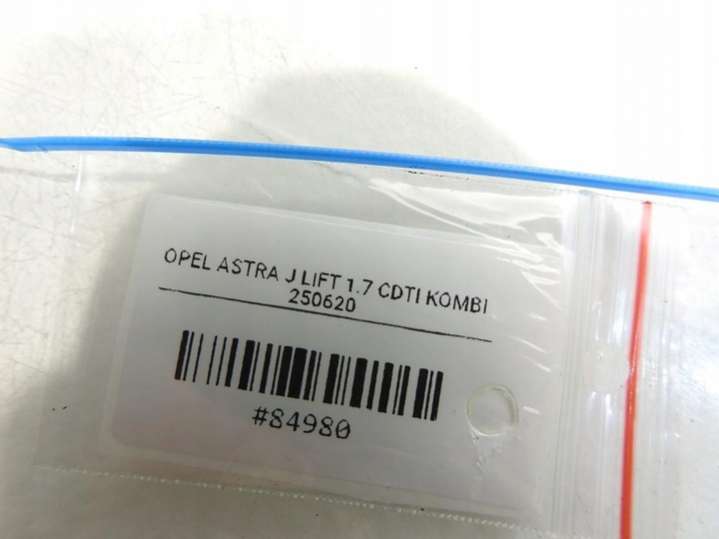 OPEL ASTRA J LIFT 1.7 CDTI KOMBI
250620
#84980